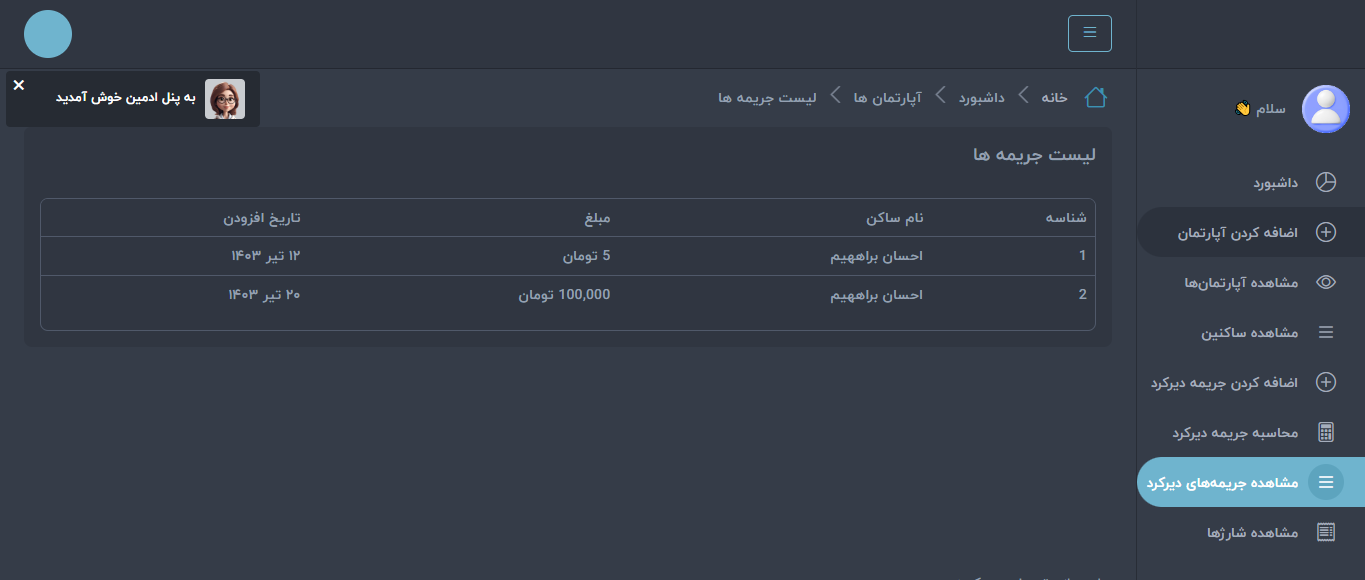 به پنل ادمین خوش آمدید
خانه
داشبورد
آپارتمان ها
لیست جریمه ها
سلام
داشبورد
اضافه کردن آپارتمان
مشاهده آپارتمان‌ها
مشاهده ساکنین
اضافه کردن جریمه دیرکرد
محاسبه جریمه دیرکرد
مشاهده جریمه‌های دیرکرد
مشاهده شارژها
لیست جریمه ها
شناسه نام ساکن مبلغ تاریخ افزودن
1 احسان براههیم 5 تومان ۱۲ تیر ۱۴۰۳
2 احسان براههیم 100,000 تومان ۲۰ تیر ۱۴۰۳